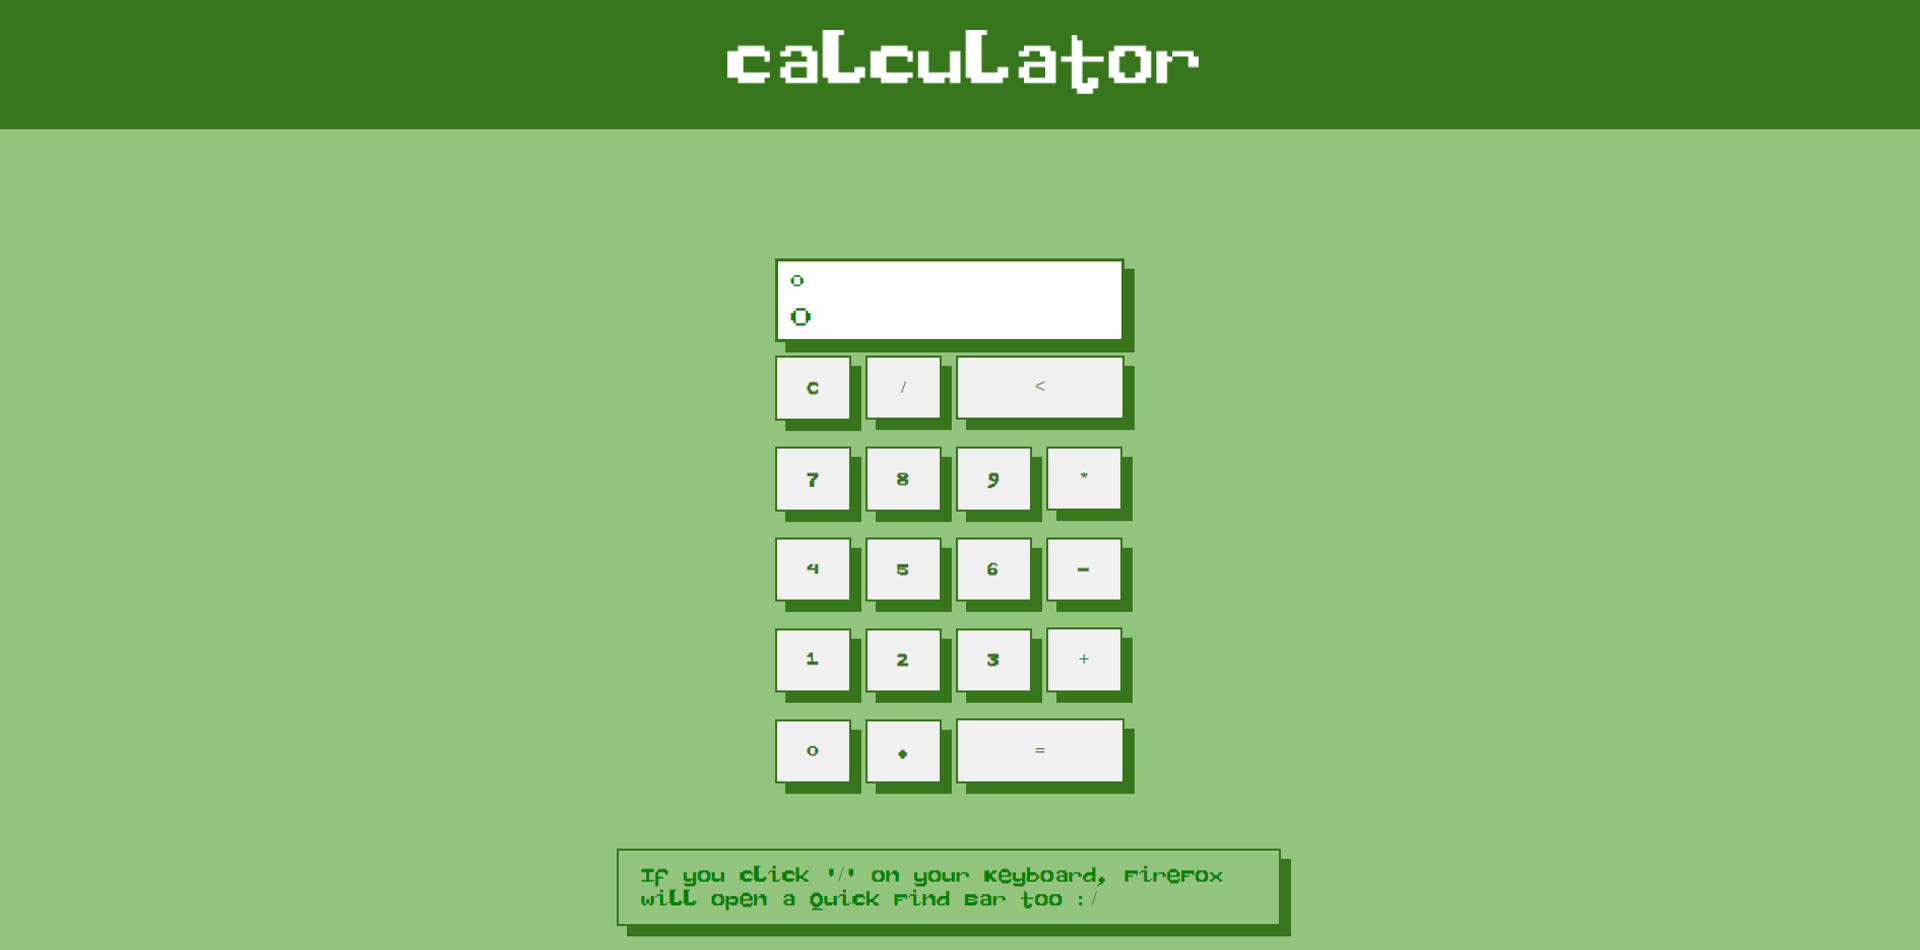 calculator
0
0
C / <
7 8 9 *
4 5 6 -
1 2 3 +
0 . =
If you click '/' on your keyboard, Firefox
will open a Quick Find Bar too :/